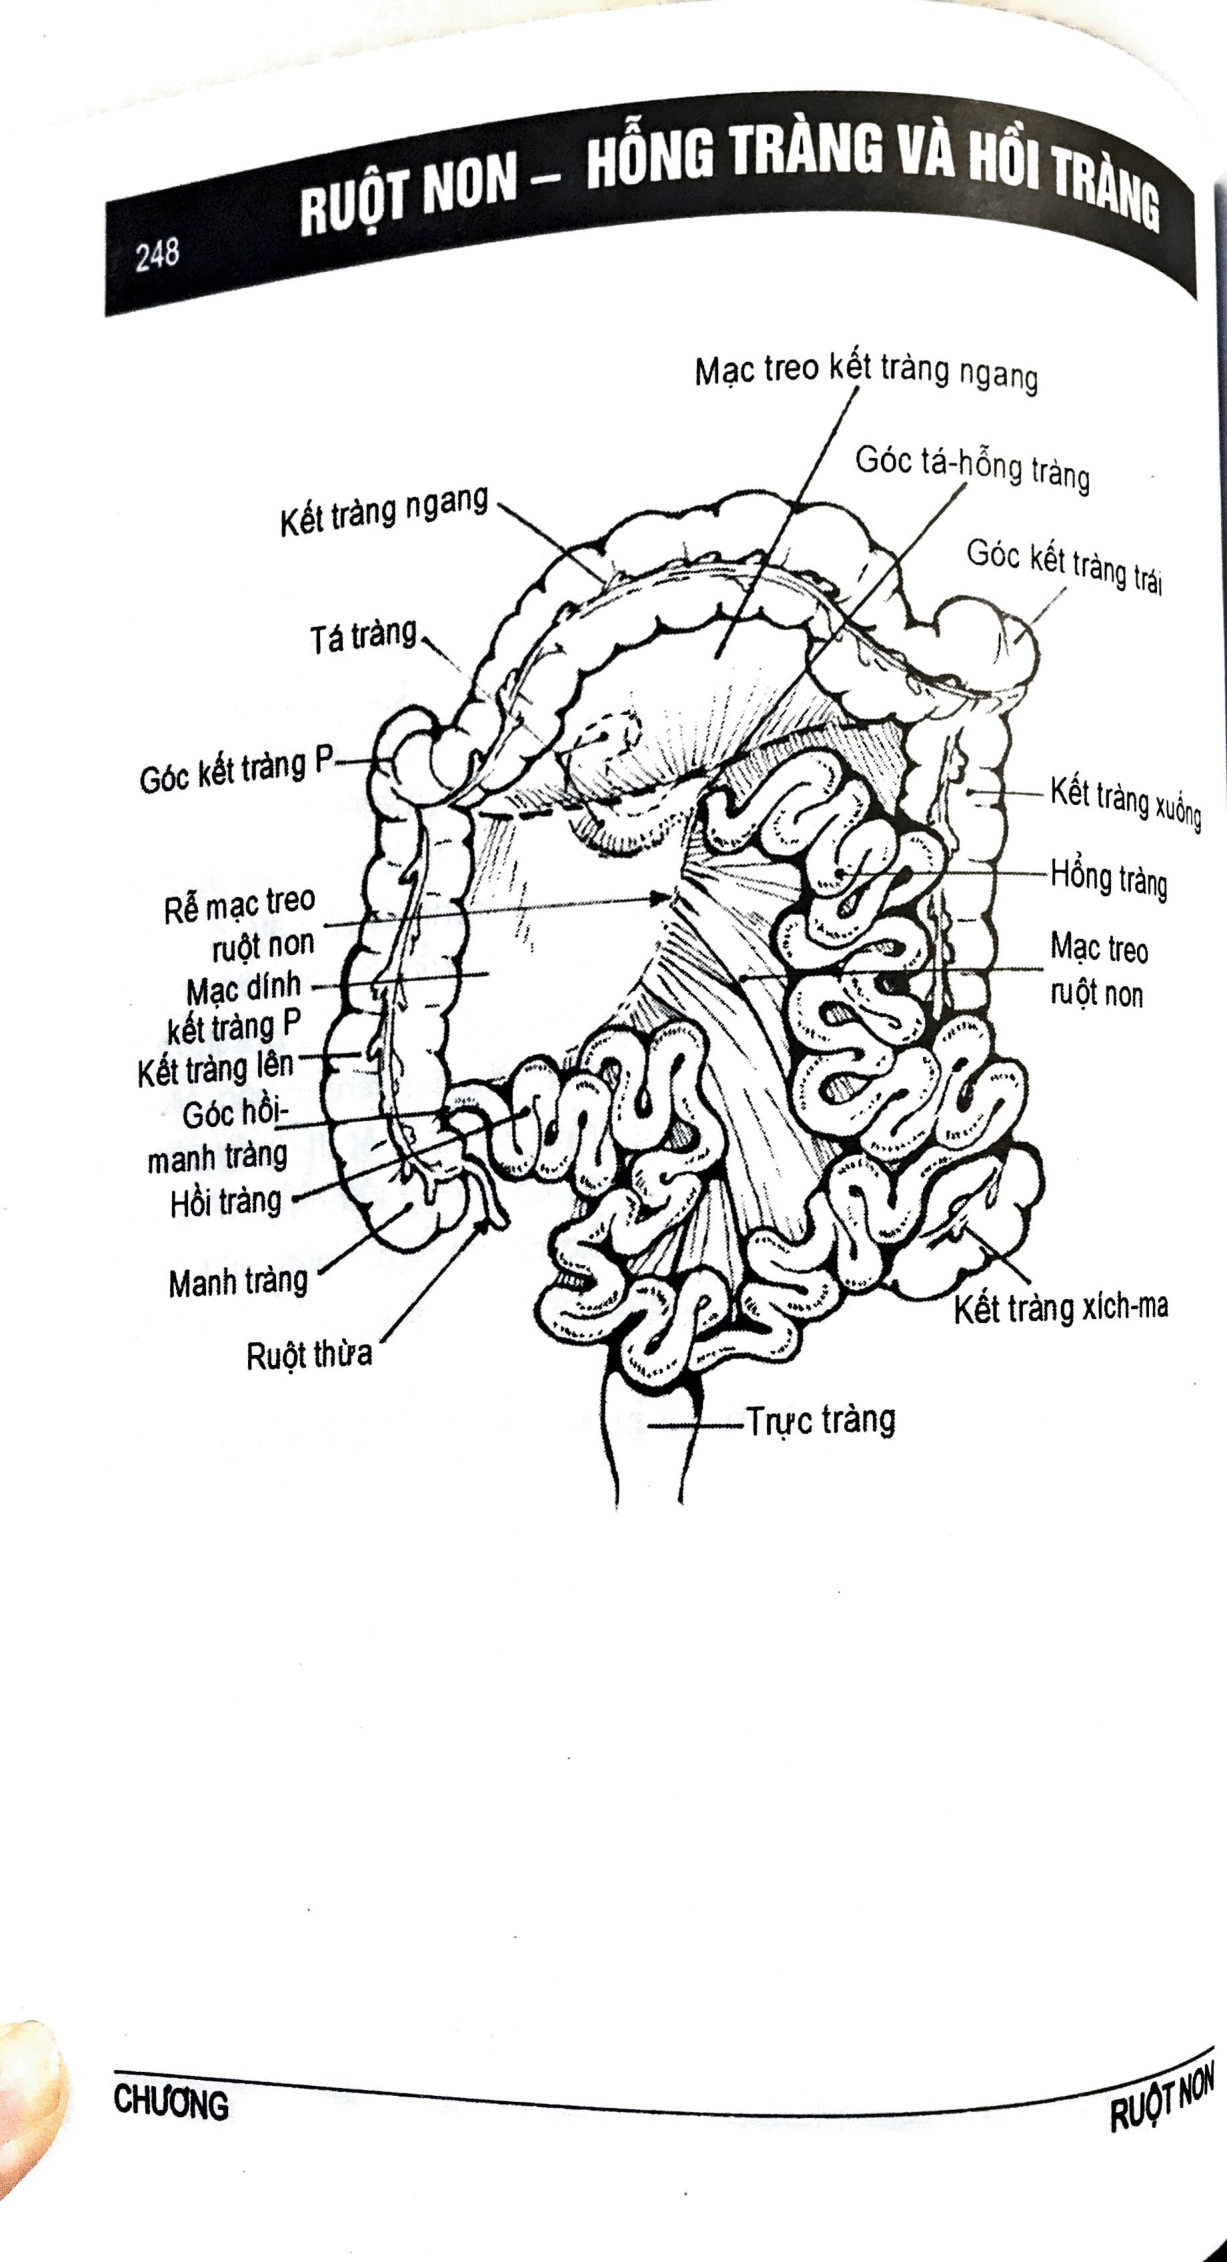 248
RUỘT NON – HỖNG TRÀNG VÀ HỒI TRÀNG
Mạc treo kết tràng ngang
Góc tá-hỗng tràng
Kết tràng ngang
Góc kết tràng trái
Tá tràng
Góc kết tràng P
Kết tràng xuống
Hổng tràng
Rễ mạc treo
ruột non
Mạc treo
ruột non
Mạc dính
kết tràng P
Kết tràng lên
Góc hồi-
manh tràng
Hồi tràng
Manh tràng
Kết tràng xích-ma
Ruột thừa
Trực tràng
CHƯƠNG
RUỘT NON